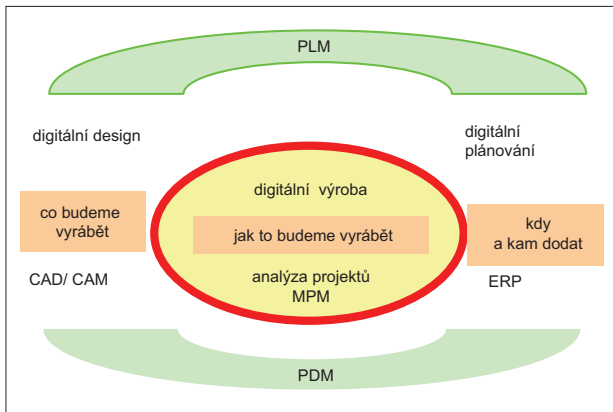 PLM
digitální design
digitální
plánování
digitální výroba
co budeme
vyrábět
jak to budeme vyrábět
kdy
a kam dodat
CAD/ CAM
analýza projektů
MPM
ERP
PDM